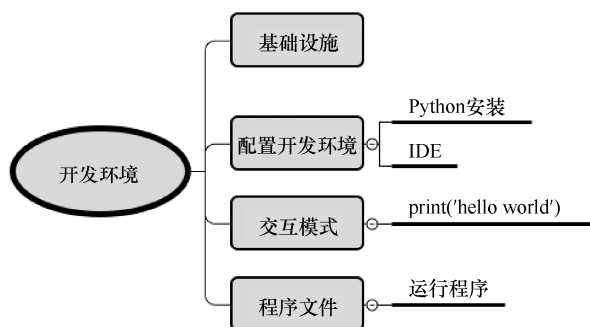 开发环境
基础设施
配置开发环境
Python安装
IDE
交互模式
print('hello world')
程序文件
运行程序